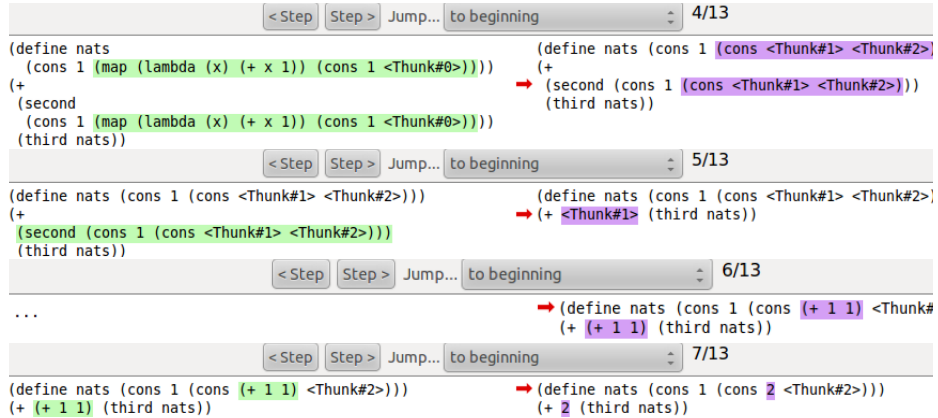 < Step Step > Jump... to beginning 4/13
(define nats (define nats (cons 1 (cons <Thunk#1> <Thunk#2>)
(cons 1 (map (lambda (x) (+ x 1)) (cons 1 <Thunk#0>)))) (+
(+ (second (cons 1 (cons <Thunk#1> <Thunk#2>)))
(second (third nats))
(cons 1 (map (lambda (x) (+ x 1)) (cons 1 <Thunk#0>))))
(third nats))
< Step Step > Jump... to beginning 5/13
(define nats (cons 1 (cons <Thunk#1> <Thunk#2>))) (define nats (cons 1 (cons <Thunk#1> <Thunk#2>)
(+ (+ <Thunk#1> (third nats))
(second (cons 1 (cons <Thunk#1> <Thunk#2>)))
(third nats))
< Step Step > Jump... to beginning 6/13
... (define nats (cons 1 (cons (+ 1 1) <Thunk#
(+ (+ 1 1) (third nats))
< Step Step > Jump... to beginning 7/13
(define nats (cons 1 (cons (+ 1 1) <Thunk#2>))) (define nats (cons 1 (cons 2 <Thunk#2>)))
(+ (+ 1 1) (third nats)) (+ 2 (third nats))